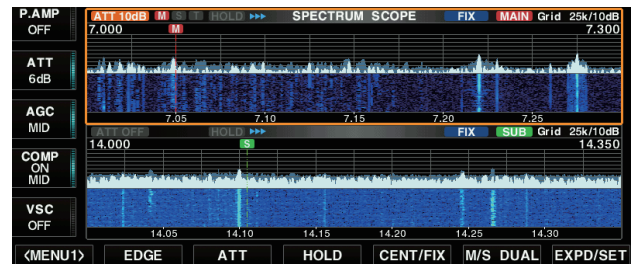 P.AMP
OFF
ATT
6dB
AGC
MID
COMP
ON
MID
VSC
OFF
ATT 10dB M S T HOLD SPECTRUM SCOPE FIX MAIN Grid 25k/10dB
7.000 M 7.300
7.05 7.10 7.15 7.20 7.25
ATT OFF HOLD FIX SUB Grid 25k/10dB
14.000 S 14.350
14.05 14.10 14.15 14.20 14.25 14.30
<MENU1> EDGE ATT HOLD CENT/FIX M/S DUAL EXPD/SET